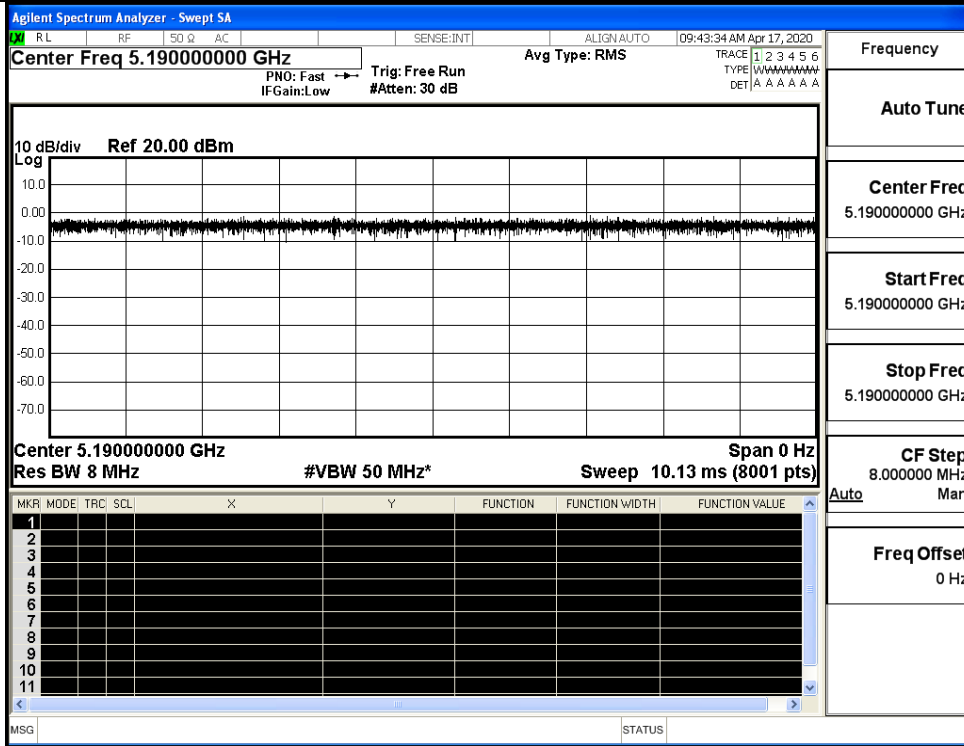 Agilent Spectrum Analyzer - Swept SA
LXI RL RF 50 Ω AC SENSE:INT ALIGN AUTO 09:43:34 AM Apr 17, 2020
Center Freq 5.190000000 GHz
PNO: Fast
IFGain:Low
Trig: Free Run
#Atten: 30 dB
Avg Type: RMS
TRACE 1 2 3 4 5 6
TYPE WWWWWW
DET A A A A A A
10 dB/div Ref 20.00 dBm
Log
10.0
0.00
-10.0
-20.0
-30.0
-40.0
-50.0
-60.0
-70.0
Center 5.190000000 GHz Span 0 Hz
Res BW 8 MHz #VBW 50 MHz* Sweep 10.13 ms (8001 pts)
MKR MODE TRC SCL X Y FUNCTION FUNCTION WIDTH FUNCTION VALUE
1
2
3
4
5
6
7
8
9
10
11
MSG STATUS
Frequency
Auto Tune
Center Freq
5.190000000 GHz
Start Freq
5.190000000 GHz
Stop Freq
5.190000000 GHz
CF Step
8.000000 MHz
Auto Man
Freq Offset
0 Hz